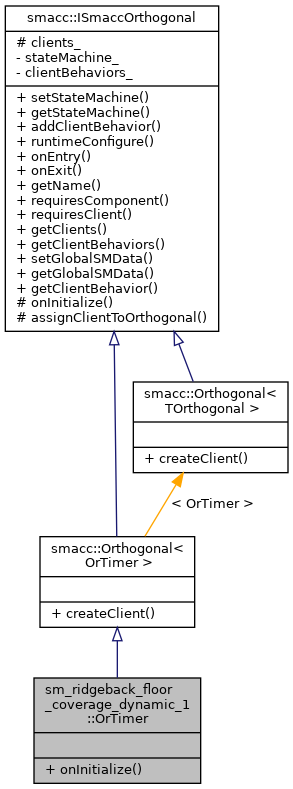 smacc::ISmaccOrthogonal
# clients_
- stateMachine_
- clientBehaviors_
+ setStateMachine()
+ getStateMachine()
+ addClientBehavior()
+ runtimeConfigure()
+ onEntry()
+ onExit()
+ getName()
+ requiresComponent()
+ requiresClient()
+ getClients()
+ getClientBehaviors()
+ setGlobalSMData()
+ getGlobalSMData()
+ getClientBehavior()
# onInitialize()
# assignClientToOrthogonal()
smacc::Orthogonal<
TOrthogonal >
+ createClient()
< OrTimer >
smacc::Orthogonal<
OrTimer >
+ createClient()
sm_ridgeback_floor
_coverage_dynamic_1
::OrTimer
+ onInitialize()